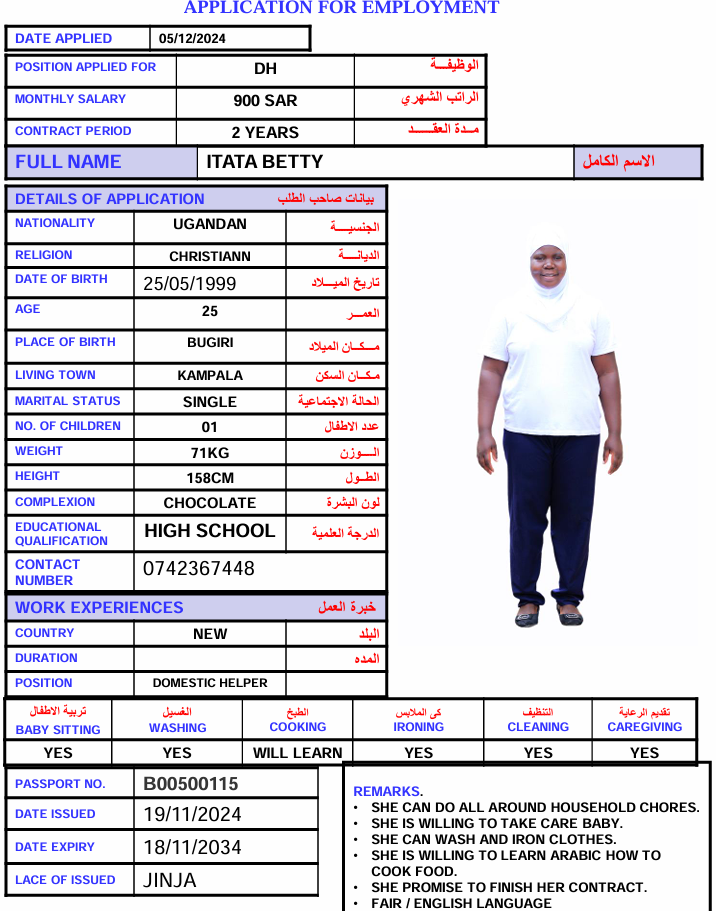 APPLICATION FOR EMPLOYMENT
DATE APPLIED 05/12/2024
POSITION APPLIED FOR DH الوظيفـــة
MONTHLY SALARY 900 SAR الراتب الشهري
CONTRACT PERIOD 2 YEARS مــدة العقــــد
FULL NAME ITATA BETTY الاسم الكامل
DETAILS OF APPLICATION بيانات صاحب الطلب
NATIONALITY UGANDAN الجنسيـــة
RELIGION CHRISTIANN الديانــــة
DATE OF BIRTH 25/05/1999 تاريخ الميـــلاد
AGE 25 العمـــر
PLACE OF BIRTH BUGIRI مـــكــان الميلاد
LIVING TOWN KAMPALA مـكــان السكن
MARITAL STATUS SINGLE الحالة الاجتماعية
NO. OF CHILDREN 01 عدد الاطفال
WEIGHT 71KG الــــوزن
HEIGHT 158CM الطــول
COMPLEXION CHOCOLATE لون البشرة
EDUCATIONAL QUALIFICATION HIGH SCHOOL الدرجة العلمية
CONTACT NUMBER 0742367448
WORK EXPERIENCES خبرة العمل
COUNTRY NEW البلد
DURATION المده
POSITION DOMESTIC HELPER
تربية الاطفال الغسيل الطبخ كى الملابس التنظيف تقديم الرعاية
BABY SITTING WASHING COOKING IRONING CLEANING CAREGIVING
YES YES WILL LEARN YES YES YES
PASSPORT NO. B00500115
DATE ISSUED 19/11/2024
DATE EXPIRY 18/11/2034
LACE OF ISSUED JINJA
REMARKS.
• SHE CAN DO ALL AROUND HOUSEHOLD CHORES.
• SHE IS WILLING TO TAKE CARE BABY.
• SHE CAN WASH AND IRON CLOTHES.
• SHE IS WILLING TO LEARN ARABIC HOW TO
COOK FOOD.
• SHE PROMISE TO FINISH HER CONTRACT.
• FAIR / ENGLISH LANGUAGE